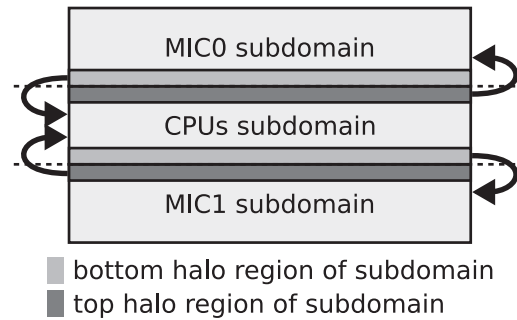 MIC0 subdomain
CPUs subdomain
MIC1 subdomain
bottom halo region of subdomain
top halo region of subdomain